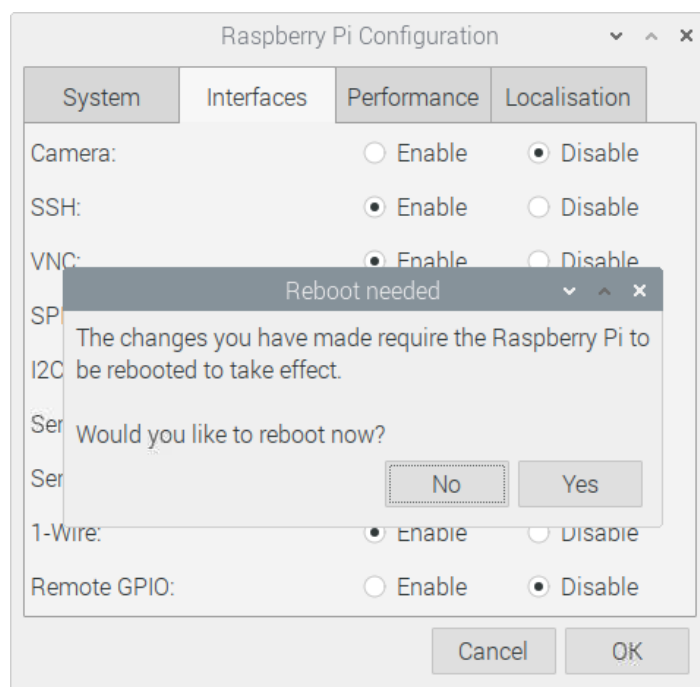 Raspberry Pi Configuration
System Interfaces Performance Localisation
Camera: Enable Disable
SSH: Enable Disable
VNC: Enable Disable
Reboot needed
The changes you have made require the Raspberry Pi to
be rebooted to take effect.
Would you like to reboot now?
No Yes
1-Wire: Enable Disable
Remote GPIO: Enable Disable
Cancel OK